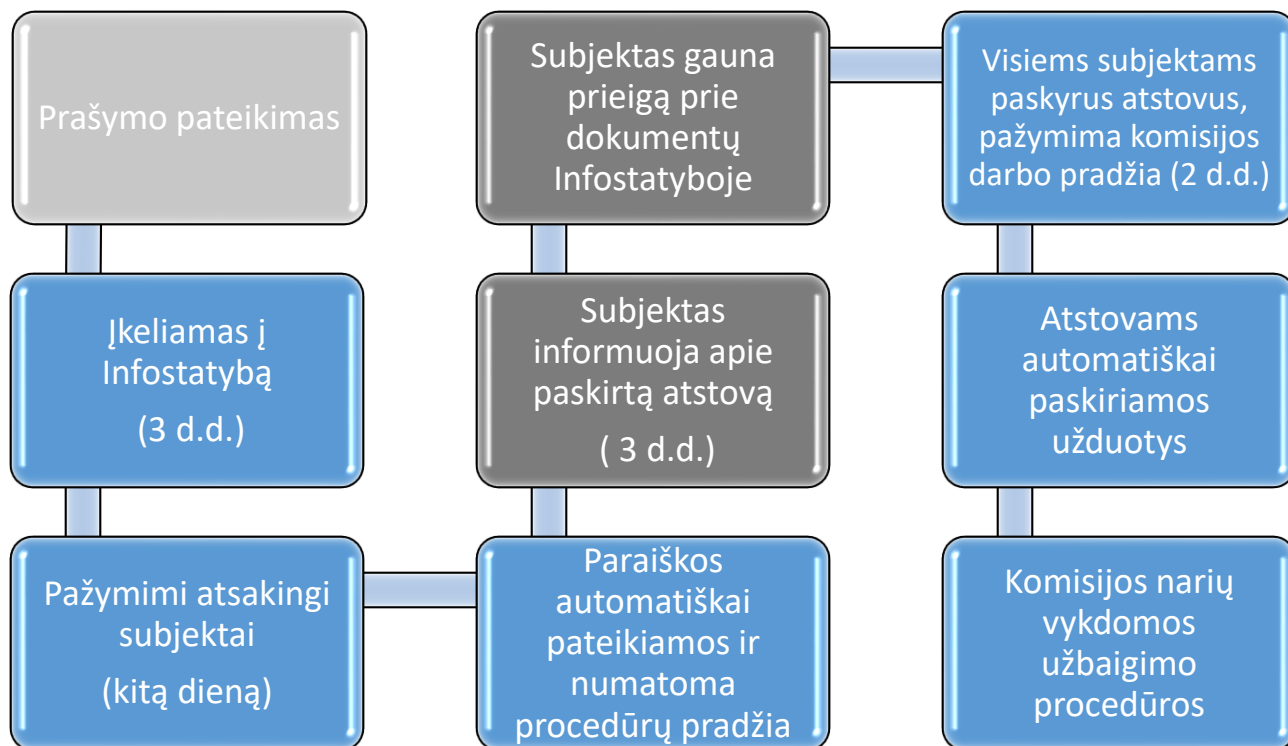 Prašymo pateikimas
Įkeliamas į
Infostatybą
(3 d.d.)
Pažymimi atsakingi
subjektai
(kitą dieną)
Paraiškos
automatiškai
pateikiamos ir
numatoma
procedūrų pradžia
Subjektas
informuoja apie
paskirtą atstovą
( 3 d.d.)
Subjektas gauna
prieigą prie
dokumentų
Infostatyboje
Visiems subjektams
paskyrus atstovus,
pažymima komisijos
darbo pradžia (2 d.d.)
Atstovams
automatiškai
paskiriamos
užduotys
Komisijos narių
vykdomos
užbaigimo
procedūros